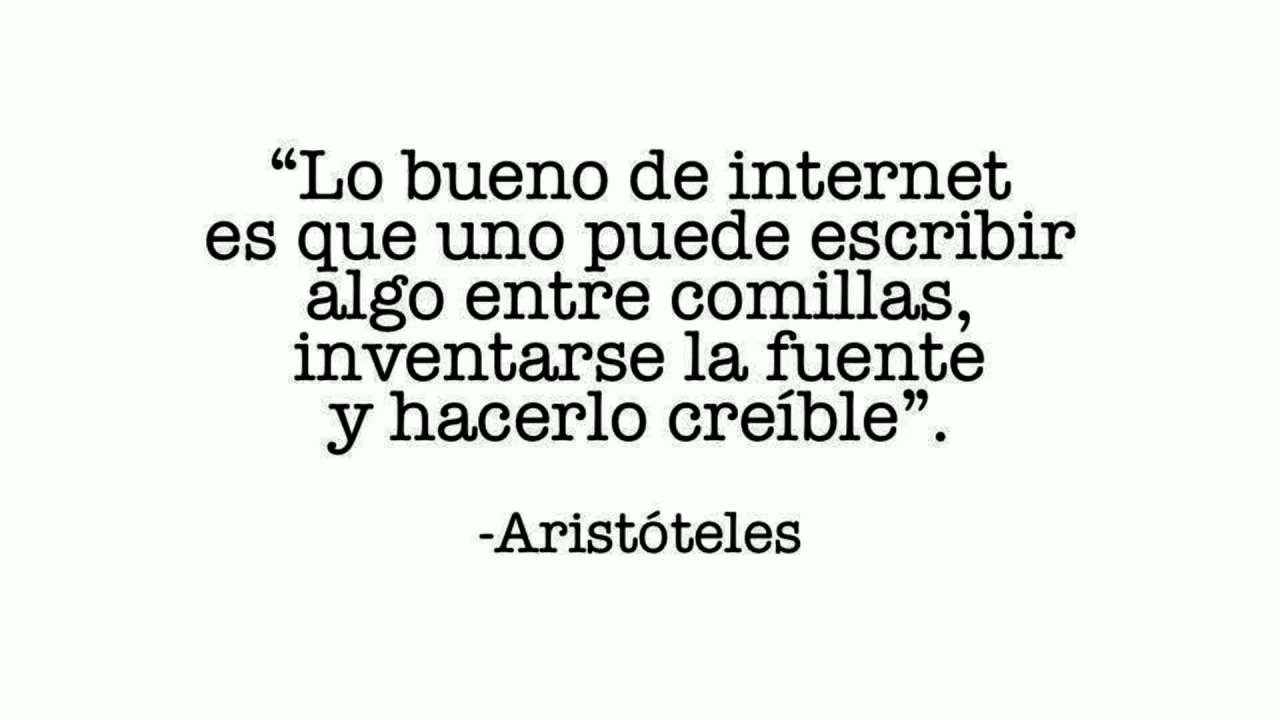 “Lo bueno de internet
es que uno puede escribir
algo entre comillas,
inventarse la fuente
y hacerlo creíble”.
-Aristóteles